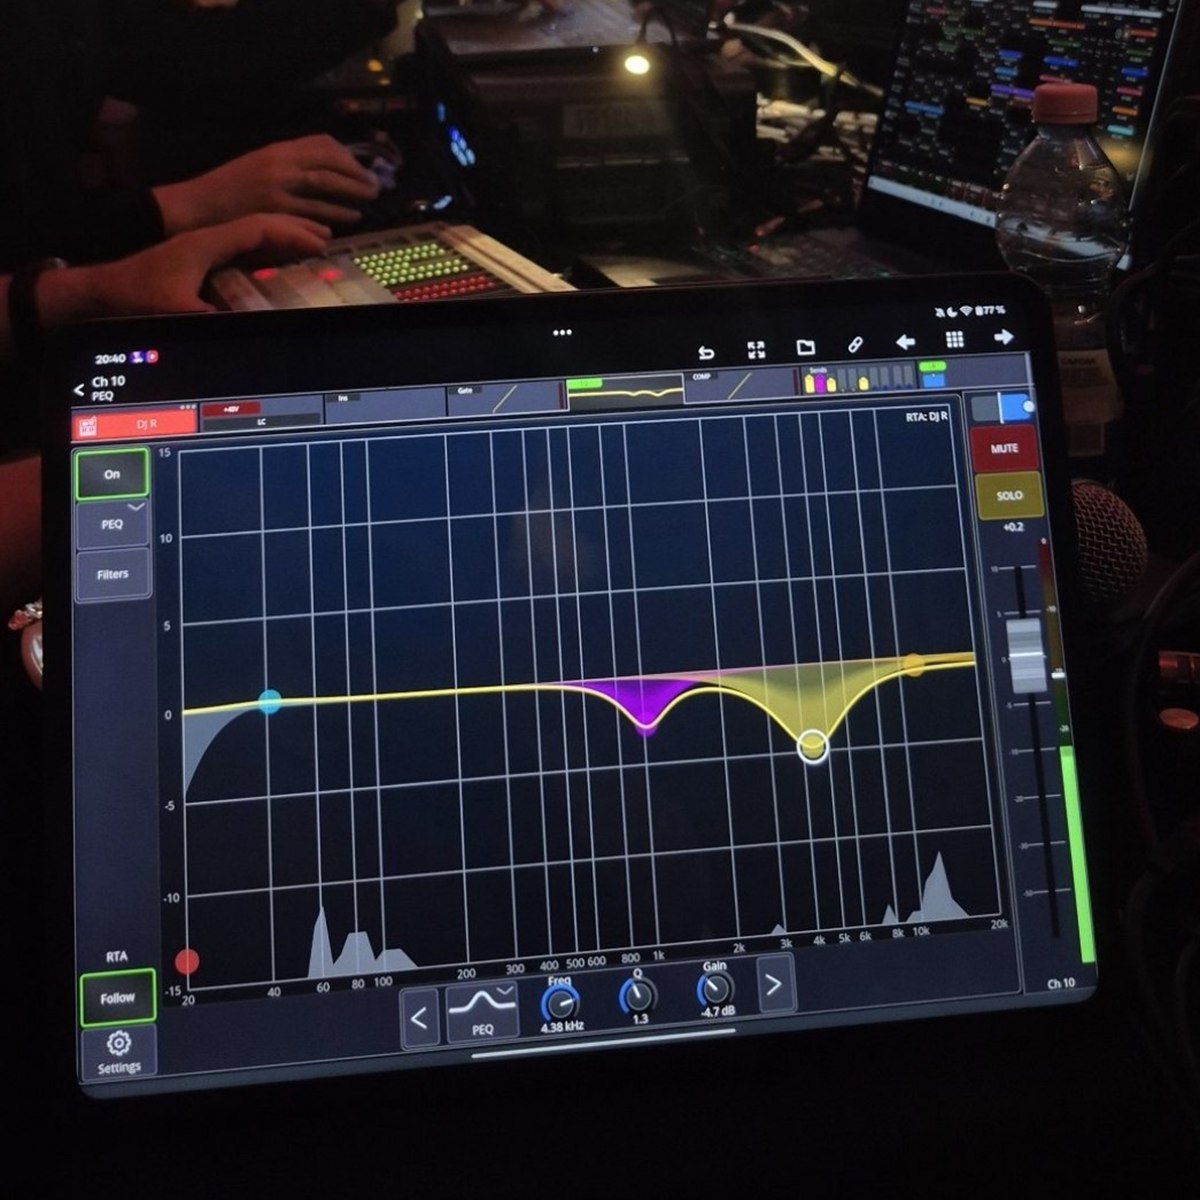 77%
20:40
Ch 10
PEQ
DJ R
+48V
LC
Ins
Gate
COMP
Sends
RTA: DJ R
On
PEQ
Filters
RTA
Follow
Settings
15
10
5
0
-5
-10
-15
20 40 60 80 100 200 300 400 500 600 800 1k 2k 3k 4k 5k 6k 8k 10k 20k
MUTE
SOLO
+0.2
Ch 10
< PEQ >
Freq
4.38 kHz
Q
1.3
Gain
-4.7 dB